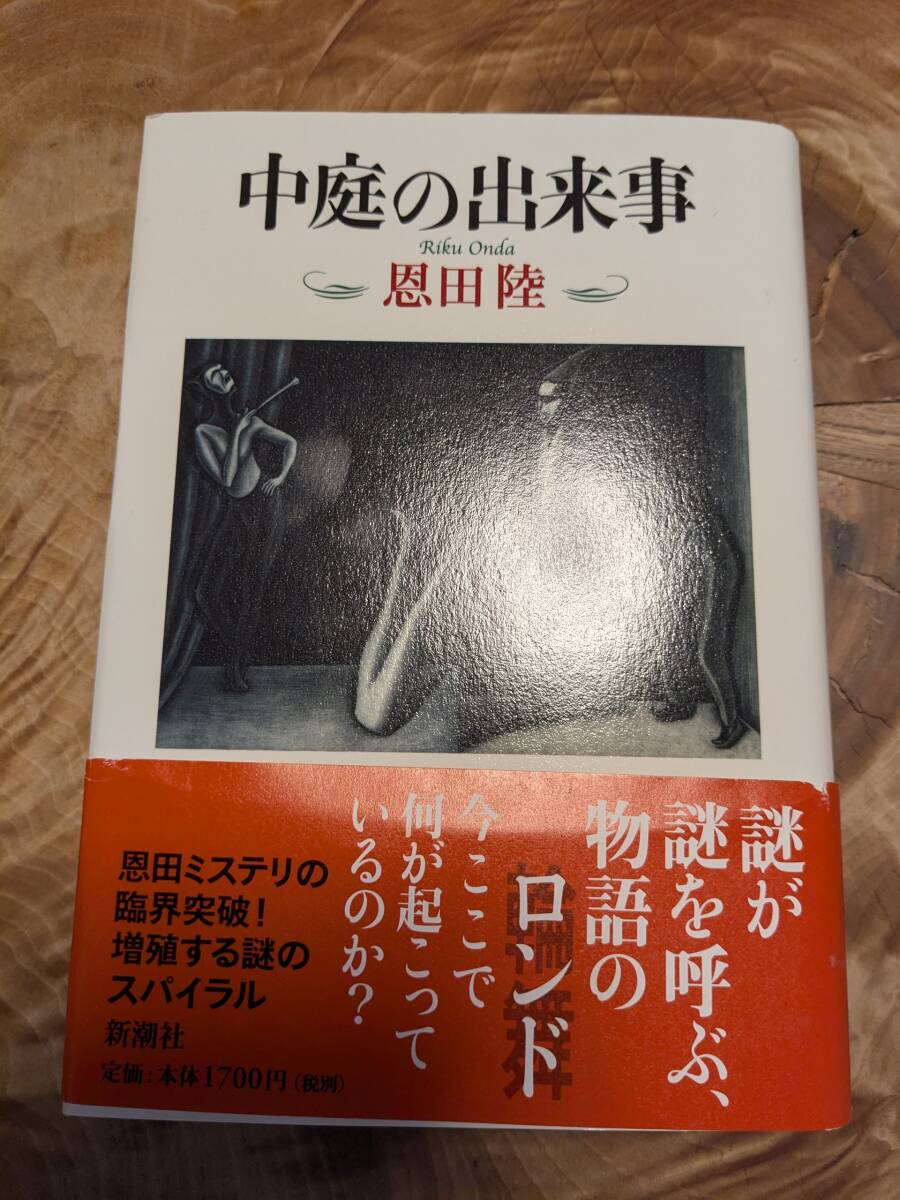 中庭の出来事
Riku Onda
恩田 陸
謎が
謎を呼ぶ、
物語の
ロンド
輪舞
今ここで
何が起こって
いるのか？
恩田ミステリの
臨界突破！
増殖する謎の
スパイラル
新潮社
定価：本体1700円（税別）